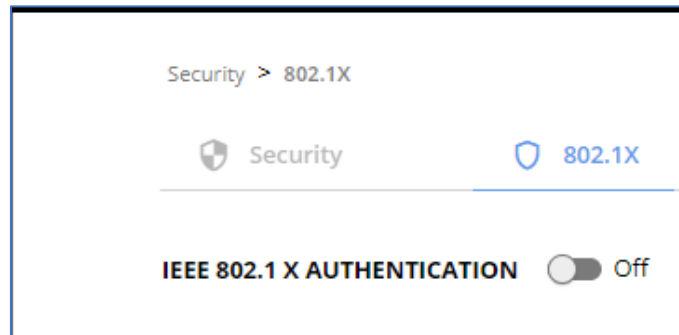 Security > 802.1X
Security 802.1X
IEEE 802.1 X AUTHENTICATION Off